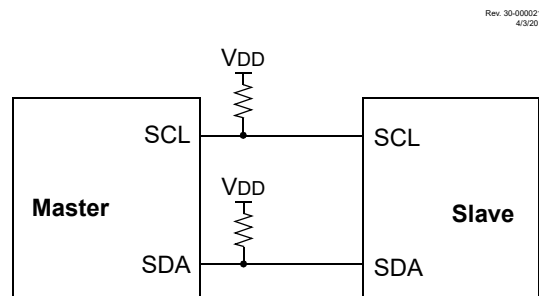 Rev. 30-00002
4/3/20
VDD
SCL
SCL
VDD
Master
Slave
SDA
SDA